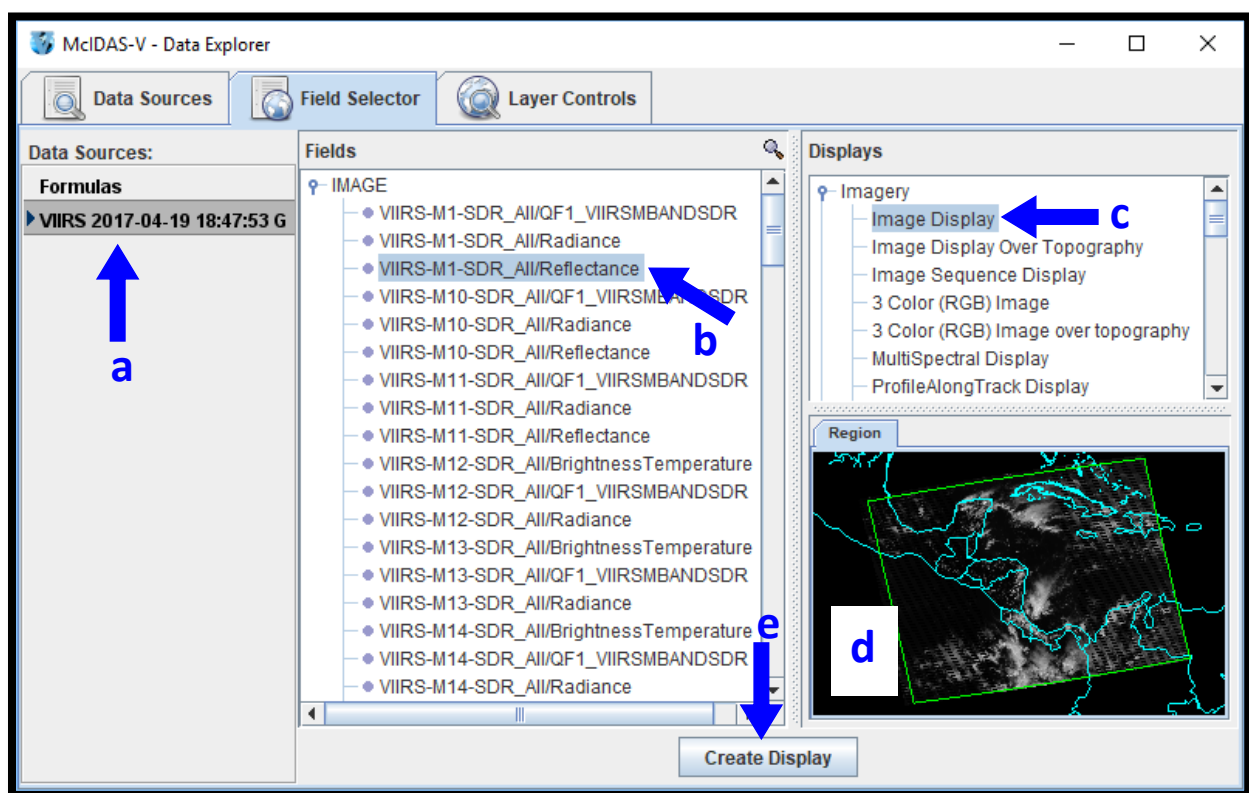 McIDAS-V - Data Explorer
Data Sources
Field Selector
Layer Controls
Data Sources:
Formulas
VIIRS 2017-04-19 18:47:53 G
a
Fields
IMAGE
VIIRS-M1-SDR_All/QF1_VIIRSMBANDSDR
VIIRS-M1-SDR_All/Radiance
VIIRS-M1-SDR_All/Reflectance
VIIRS-M10-SDR_All/QF1_VIIRSMBANDSDR
VIIRS-M10-SDR_All/Radiance
VIIRS-M10-SDR_All/Reflectance
b
VIIRS-M11-SDR_All/QF1_VIIRSMBANDSDR
VIIRS-M11-SDR_All/Radiance
VIIRS-M11-SDR_All/Reflectance
VIIRS-M12-SDR_All/BrightnessTemperature
VIIRS-M12-SDR_All/QF1_VIIRSMBANDSDR
VIIRS-M12-SDR_All/Radiance
VIIRS-M13-SDR_All/BrightnessTemperature
VIIRS-M13-SDR_All/QF1_VIIRSMBANDSDR
VIIRS-M13-SDR_All/Radiance
VIIRS-M14-SDR_All/BrightnessTemperature
VIIRS-M14-SDR_All/QF1_VIIRSMBANDSDR
VIIRS-M14-SDR_All/Radiance
e
Displays
Imagery
Image Display
c
Image Display Over Topography
Image Sequence Display
3 Color (RGB) Image
3 Color (RGB) Image over topography
MultiSpectral Display
ProfileAlongTrack Display
Region
d
Create Display